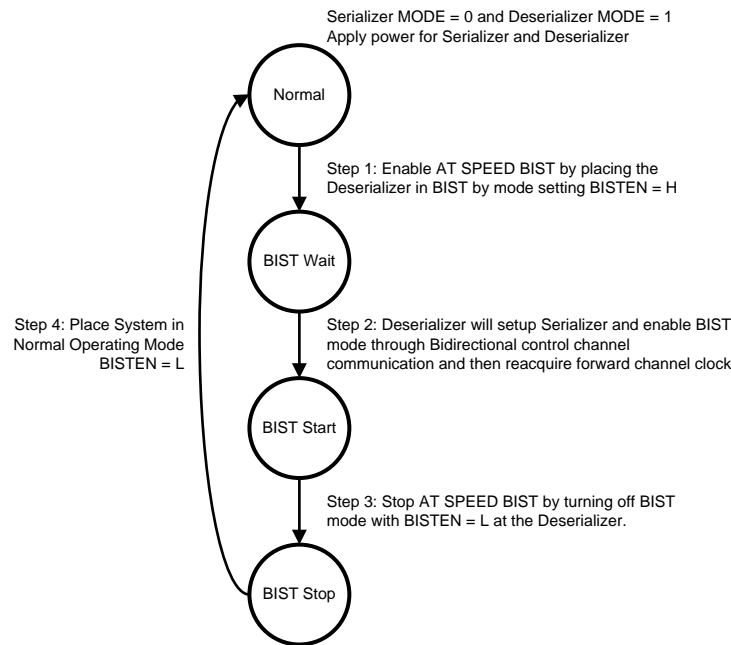 Serializer MODE = 0 and Deserializer MODE = 1
Apply power for Serializer and Deserializer
Normal
Step 1: Enable AT SPEED BIST by placing the
Deserializer in BIST by mode setting BISTEN = H
BIST Wait
Step 4: Place System in
Normal Operating Mode
BISTEN = L
Step 2: Deserializer will setup Serializer and enable BIST
mode through Bidirectional control channel
communication and then reacquire forward channel clock
BIST Start
Step 3: Stop AT SPEED BIST by turning off BIST
mode with BISTEN = L at the Deserializer.
BIST Stop